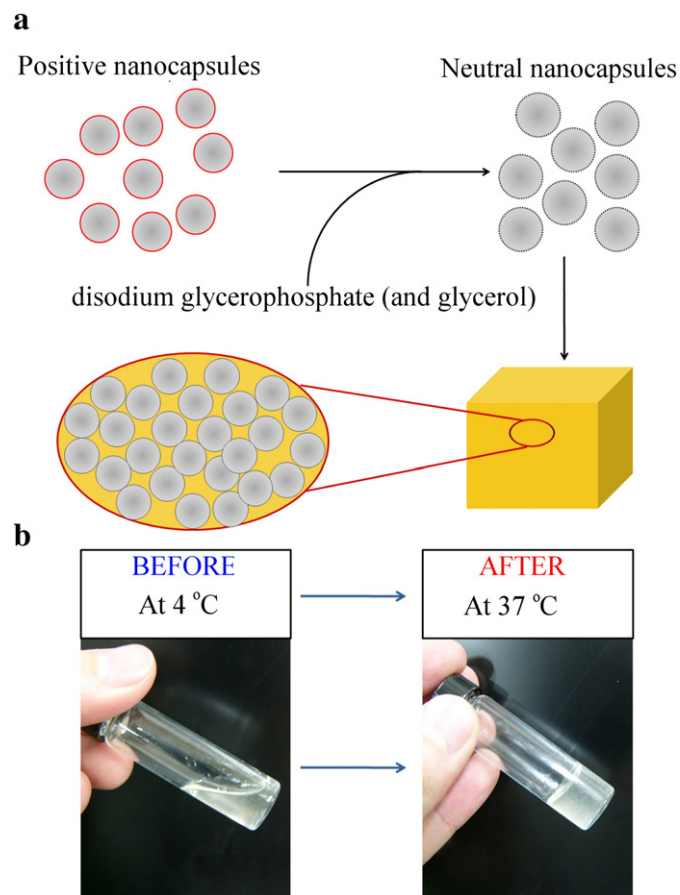 a
Positive nanocapsules
Neutral nanocapsules
disodium glycerophosphate (and glycerol)
b
BEFORE
At 4 °C
AFTER
At 37 °C